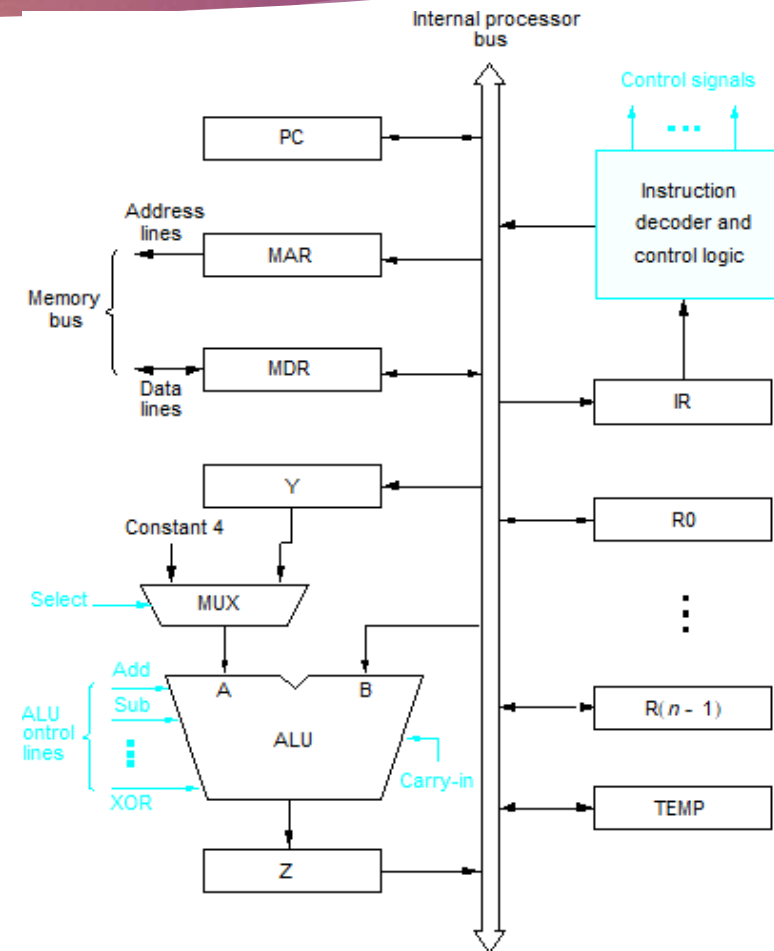 Internal processor
bus
Control signals
PC
Instruction
decoder and
control logic
Address
lines
MAR
Memory
bus
MDR
Data
lines
IR
Y
R0
Constant 4
Select
MUX
Add
A
B
Sub
R(n - 1)
ALU
ontrol
lines
ALU
Carry-in
XOR
TEMP
Z